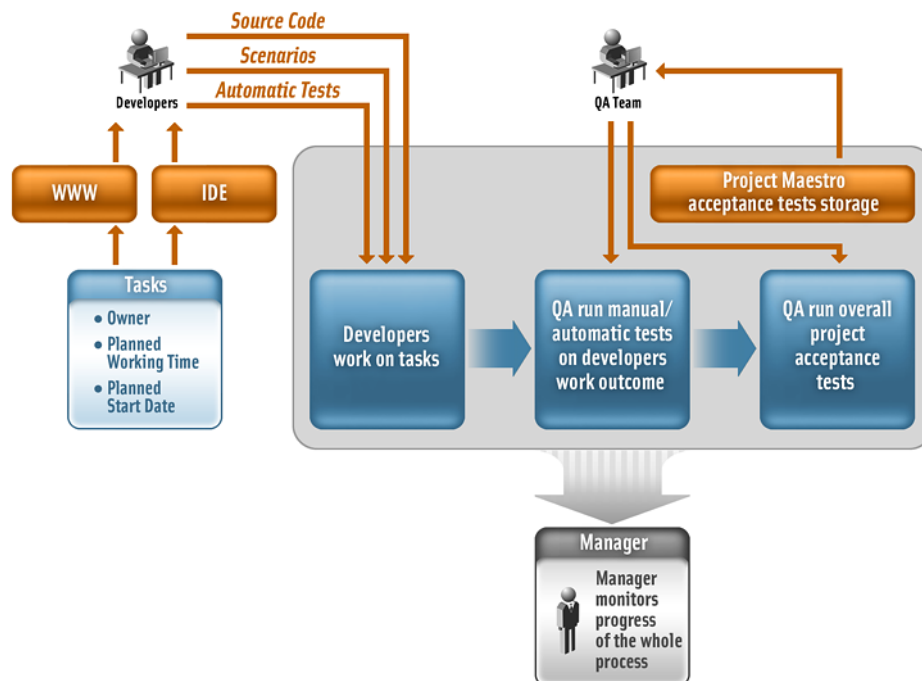 Source Code
Scenarios
Automatic Tests
Developers
QA Team
WWW
IDE
Project Maestro
acceptance tests storage
Tasks
• Owner
• Planned
Working Time
• Planned
Start Date
Developers
work on tasks
QA run manual/
automatic tests
on developers
work outcome
QA run overall
project
acceptance
tests
Manager
Manager
monitors
progress
of the whole
process